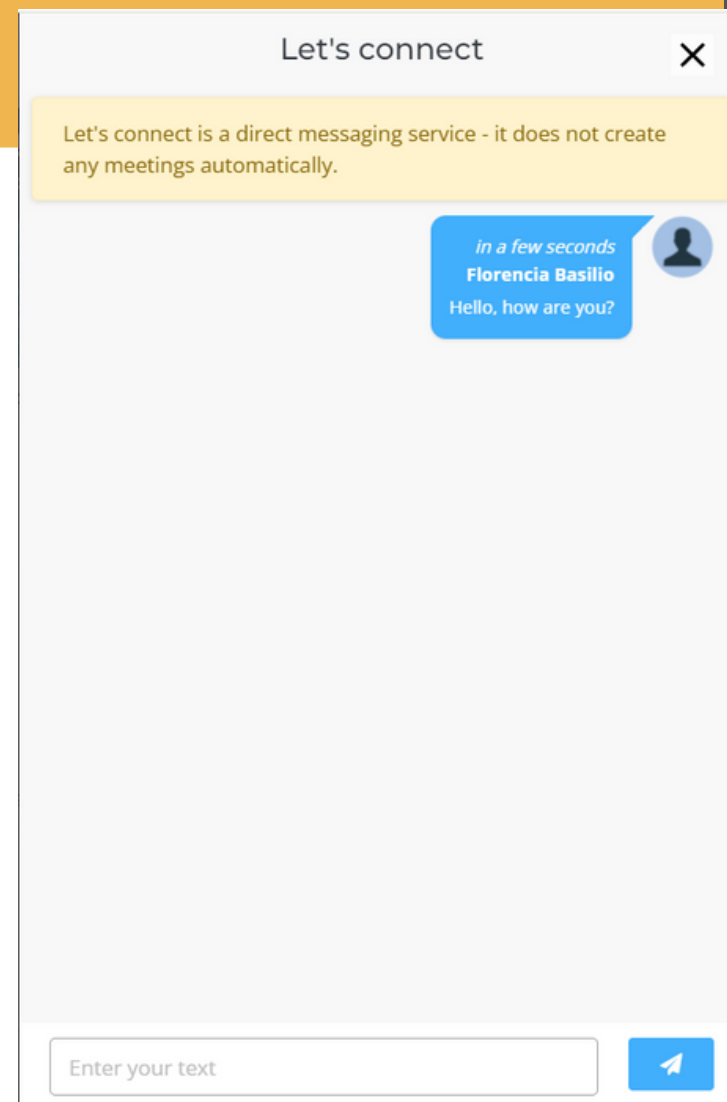 Let's connect
Let's connect is a direct messaging service - it does not create
any meetings automatically.
in a few seconds
Florencia Basilio
Hello, how are you?
Enter your text